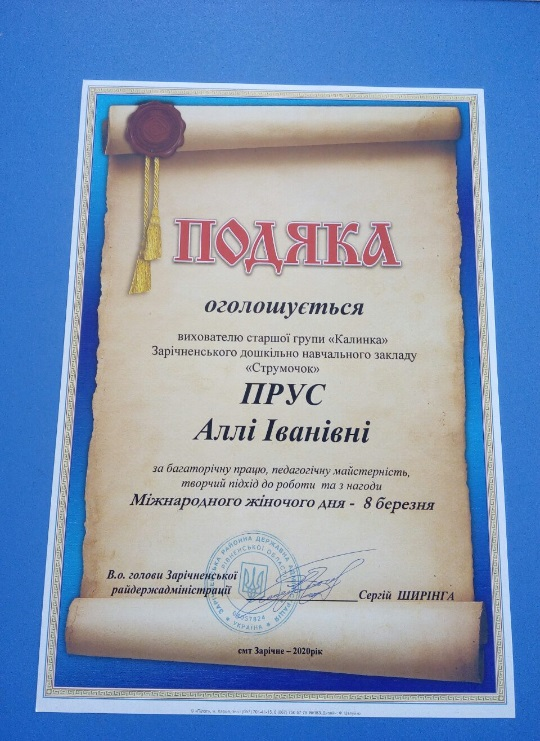 ПОДЯКА
оголошується
вихователю старшої групи «Калинка»
Зарічненського дошкільно навчального закладу
«Струмочок»
ПРУС
Аллі Іванівні
за багаторічну працю, педагогічну майстерність,
творчий підхід до роботи та з нагоди
Міжнародного жіночого дня - 8 березня
В.о. голови Зарічненської
райдержадміністрації
Сергій ШИРІНГА
УКРАЇНА
смт Зарічне – 2020рік